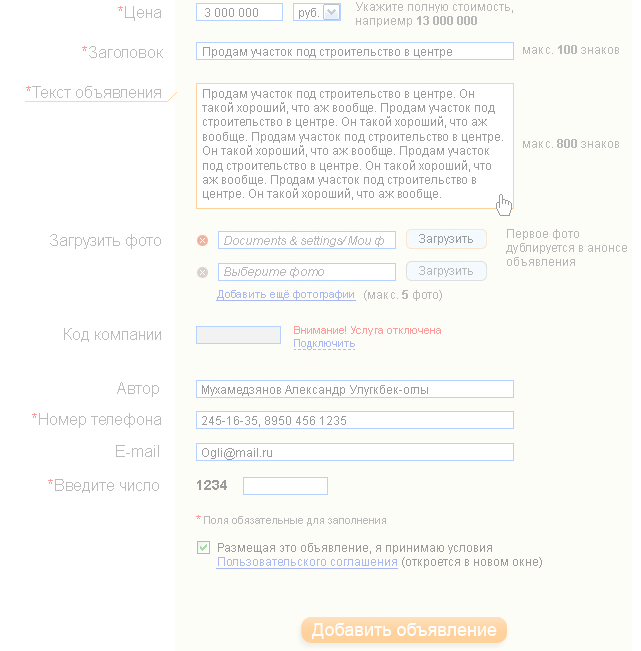 *Цена 3 000 000 руб. Укажите полную стоимость,
наприемр 13 000 000
*Заголовок Продам участок под строительство в центре макс. 100 знаков
*Текст объявления Продам участок под строительство в центре. Он
такой хороший, что аж вообще. Продам участок под
строительство в центре. Он такой хороший, что аж
вообще. Продам участок под строительство в центре.
Он такой хороший, что аж вообще. Продам участок
под строительство в центре. Он такой хороший, что
аж вообще. Продам участок под строительство в
центре. Он такой хороший, что аж вообще.
макс. 800 знаков
Загрузить фото Documents & settings/Мои ф Загрузить
Первое фото
дублируется в анонсе
объявления
Выберите фото Загрузить
Добавить ещё фотографии (макс. 5 фото)
Код компании Внимание! Услуга отключена
Подключить
Автор Мухамедзянов Александр Улугкбек-оглы
*Номер телефона 245-16-35, 8950 456 1235
E-mail Ogli@mail.ru
*Введите число 1234
* Поля обязательные для заполнения
Размещая это объявление, я принимаю условия
Пользовательского соглашения (откроется в новом окне)
Добавить объявление